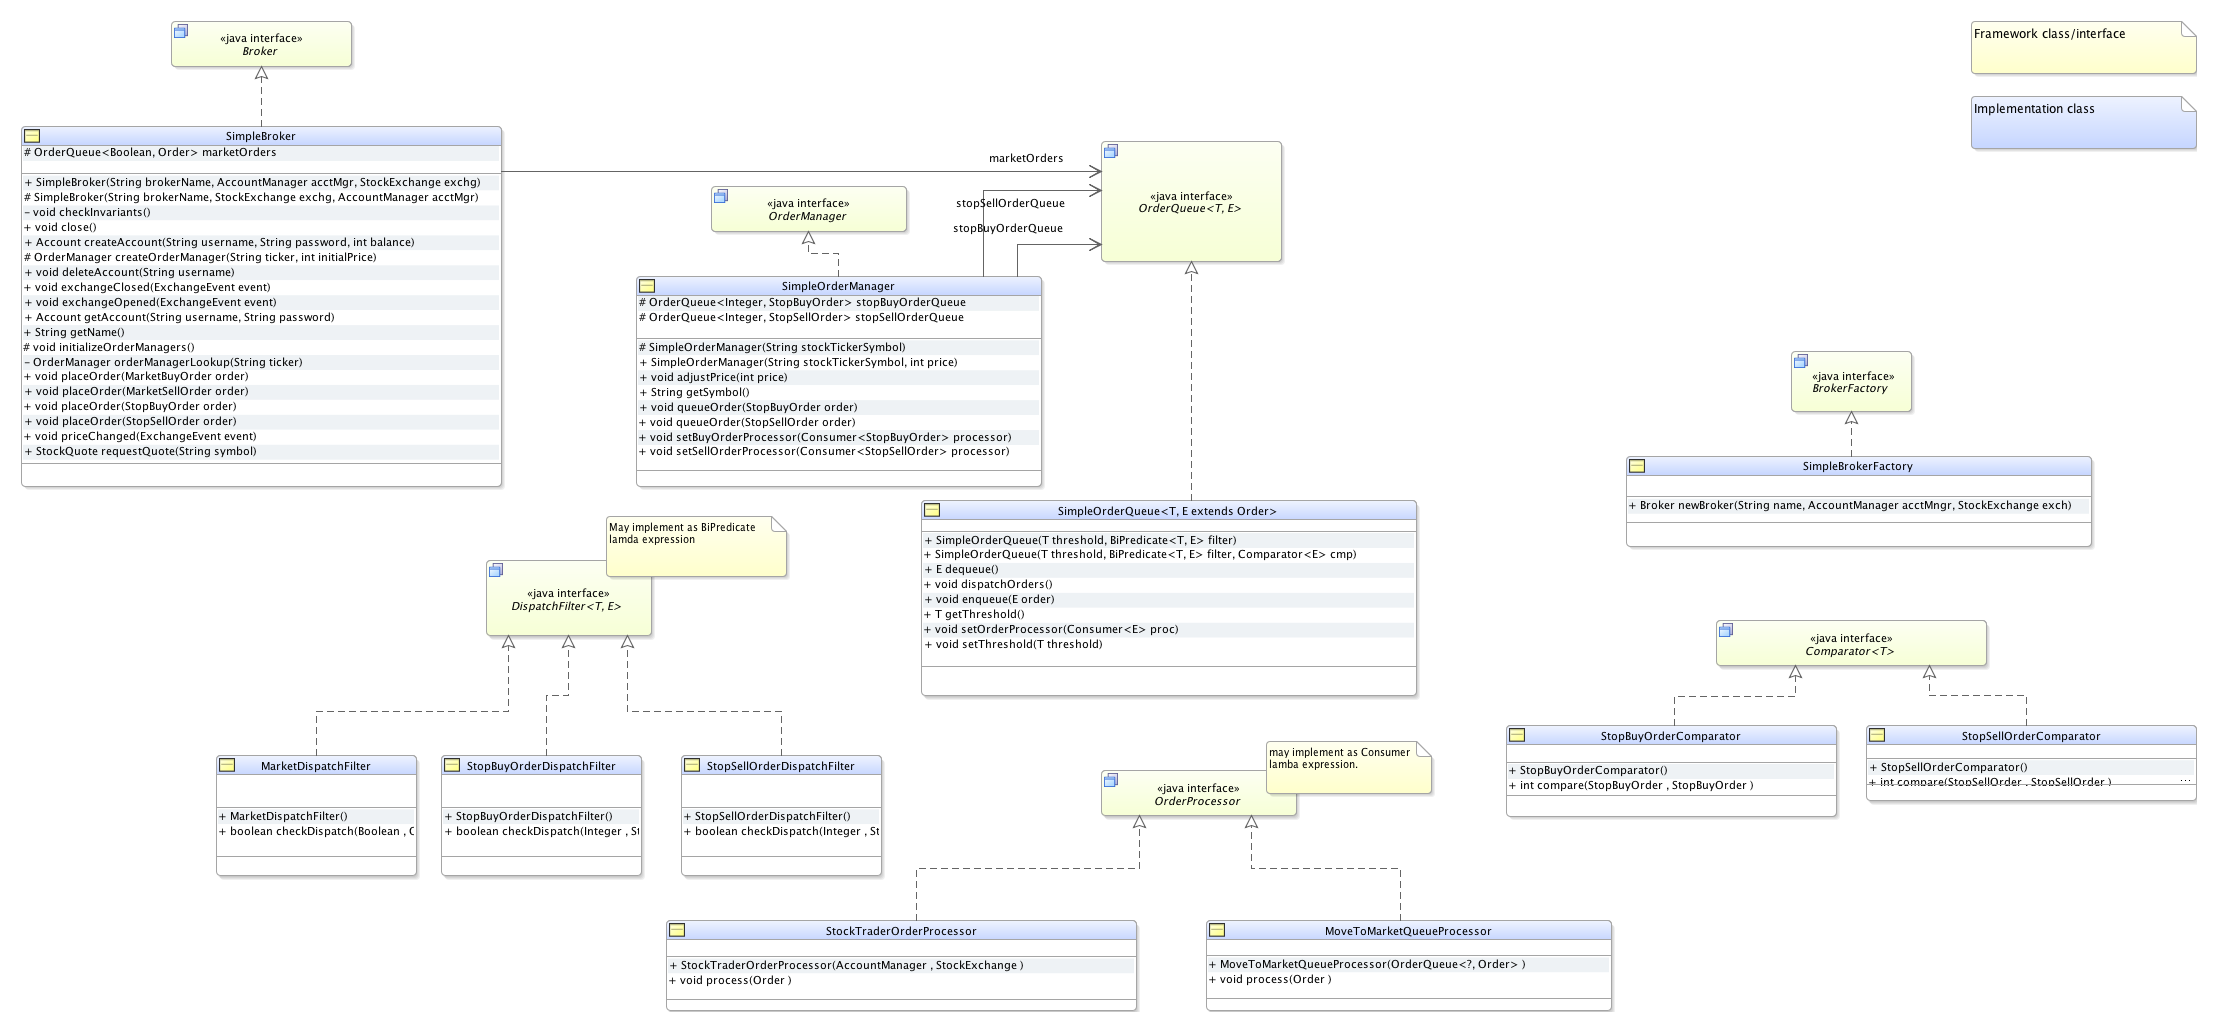 «java interface»
Broker
Framework class/interface
Implementation class
SimpleBroker
# OrderQueue<Boolean, Order> marketOrders
+ SimpleBroker(String brokerName, AccountManager acctMgr, StockExchange exchg)
# SimpleBroker(String brokerName, StockExchange exchg, AccountManager acctMgr)
- void checkInvariants()
+ void close()
+ Account createAccount(String username, String password, int balance)
# OrderManager createOrderManager(String ticker, int initialPrice)
+ void deleteAccount(String username)
+ void exchangeClosed(ExchangeEvent event)
+ void exchangeOpened(ExchangeEvent event)
+ Account getAccount(String username, String password)
+ String getName()
# void initializeOrderManagers()
- OrderManager orderManagerLookup(String ticker)
+ void placeOrder(MarketBuyOrder order)
+ void placeOrder(MarketSellOrder order)
+ void placeOrder(StopBuyOrder order)
+ void placeOrder(StopSellOrder order)
+ void priceChanged(ExchangeEvent event)
+ StockQuote requestQuote(String symbol)
marketOrders
stopSellOrderQueue
stopBuyOrderQueue
«java interface»
OrderManager
«java interface»
OrderQueue<T, E>
SimpleOrderManager
# OrderQueue<Integer, StopBuyOrder> stopBuyOrderQueue
# OrderQueue<Integer, StopSellOrder> stopSellOrderQueue
# SimpleOrderManager(String stockTickerSymbol)
+ SimpleOrderManager(String stockTickerSymbol, int price)
+ void adjustPrice(int price)
+ String getSymbol()
+ void queueOrder(StopBuyOrder order)
+ void queueOrder(StopSellOrder order)
+ void setBuyOrderProcessor(Consumer<StopBuyOrder> processor)
+ void setSellOrderProcessor(Consumer<StopSellOrder> processor)
«java interface»
BrokerFactory
SimpleBrokerFactory
+ Broker newBroker(String name, AccountManager acctMngr, StockExchange exch)
SimpleOrderQueue<T, E extends Order>
+ SimpleOrderQueue(T threshold, BiPredicate<T, E> filter)
+ SimpleOrderQueue(T threshold, BiPredicate<T, E> filter, Comparator<E> cmp)
+ E dequeue()
+ void dispatchOrders()
+ void enqueue(E order)
+ T getThreshold()
+ void setOrderProcessor(Consumer<E> proc)
+ void setThreshold(T threshold)
May implement as BiPredicate
lamda expression
«java interface»
DispatchFilter<T, E>
«java interface»
Comparator<T>
MarketDispatchFilter
+ MarketDispatchFilter()
+ boolean checkDispatch(Boolean , 
StopBuyOrderDispatchFilter
+ StopBuyOrderDispatchFilter()
+ boolean checkDispatch(Integer , St
StopSellOrderDispatchFilter
+ StopSellOrderDispatchFilter()
+ boolean checkDispatch(Integer , St
may implement as Consumer
lamba expression.
«java interface»
OrderProcessor
StopBuyOrderComparator
+ StopBuyOrderComparator()
+ int compare(StopBuyOrder , StopBuyOrder )
StopSellOrderComparator
+ StopSellOrderComparator()
+ int compare(StopSellOrder , StopSellOrder ) ...
StockTraderOrderProcessor
+ StockTraderOrderProcessor(AccountManager , StockExchange )
+ void process(Order )
MoveToMarketQueueProcessor
+ MoveToMarketQueueProcessor(OrderQueue<?, Order> )
+ void process(Order )